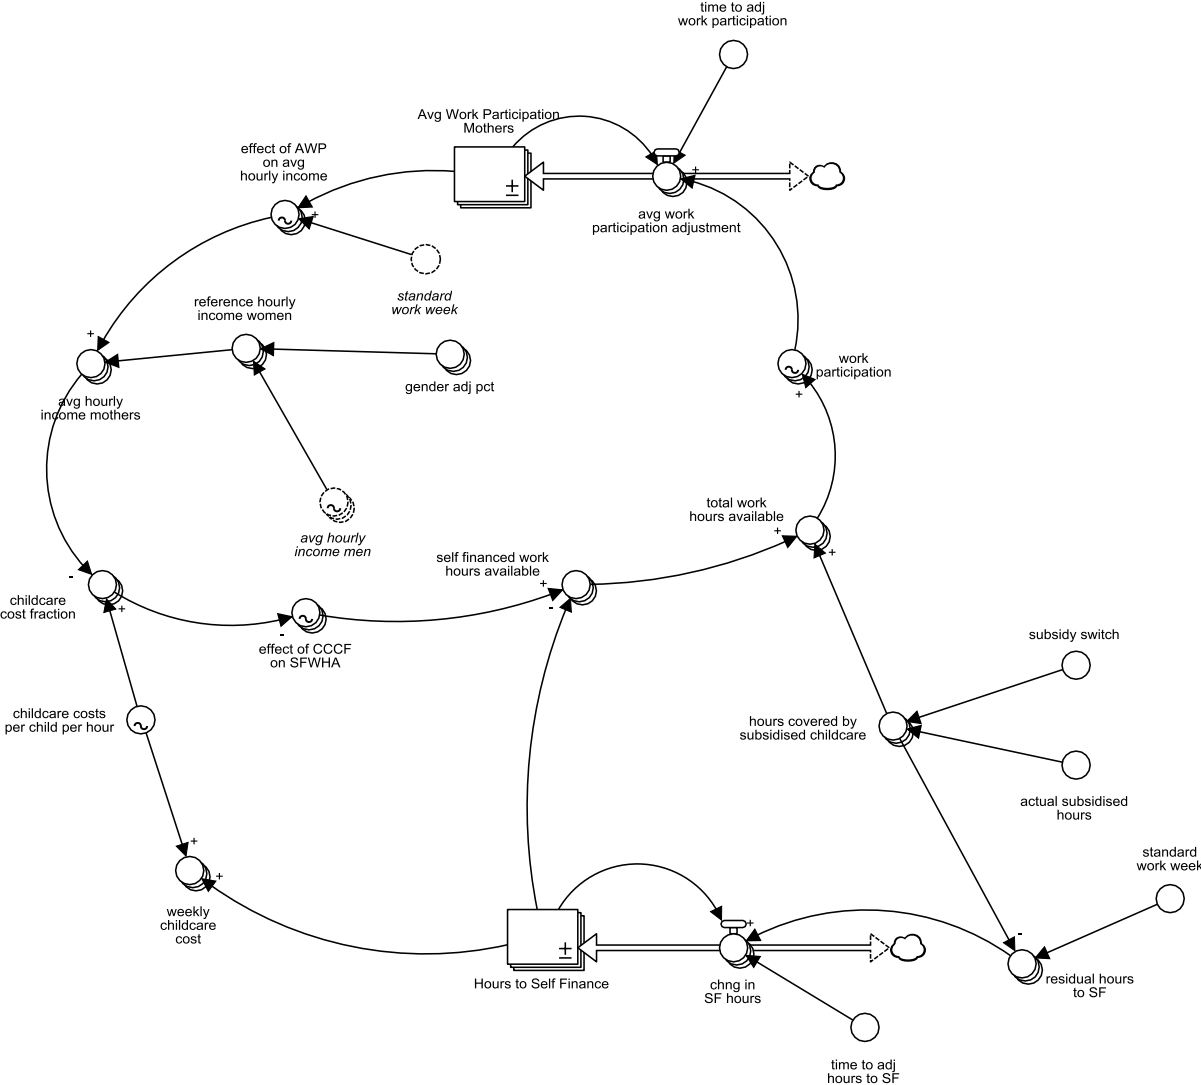 time to adj
work participation
Avg Work Participation
Mothers
effect of AWP
on avg
hourly income
+
±
+
avg work
participation adjustment
standard
work week
reference hourly
income women
+
gender adj pct
avg hourly
income mothers
work
participation
+
avg hourly
income men
total work
hours available
+
+
self financed work
hours available
+
-
-
childcare
cost fraction
+
-
effect of CCCF
on SFWHA
subsidy switch
childcare costs
per child per hour
hours covered by
subsidised childcare
actual subsidised
hours
+
+
weekly
childcare
cost
standard
work week
+
±
-
Hours to Self Finance
chng in
SF hours
residual hours
to SF
time to adj
hours to SF